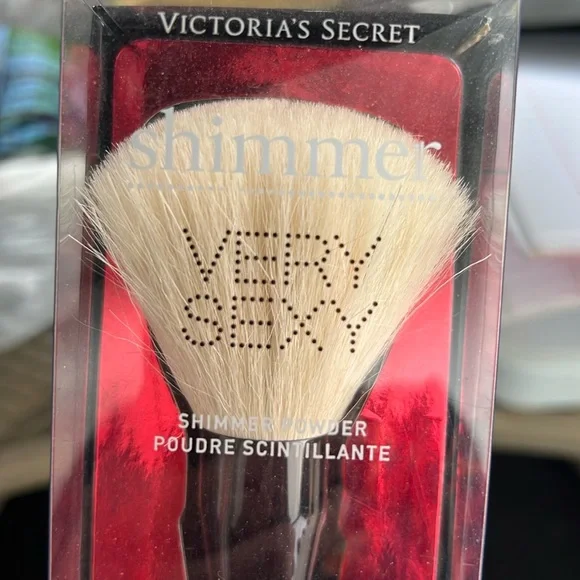 VICTORIA'S SECRET
shimmer
VERY
SEXY
SHIMMER POWDER
POUDRE SCINTILLANTE